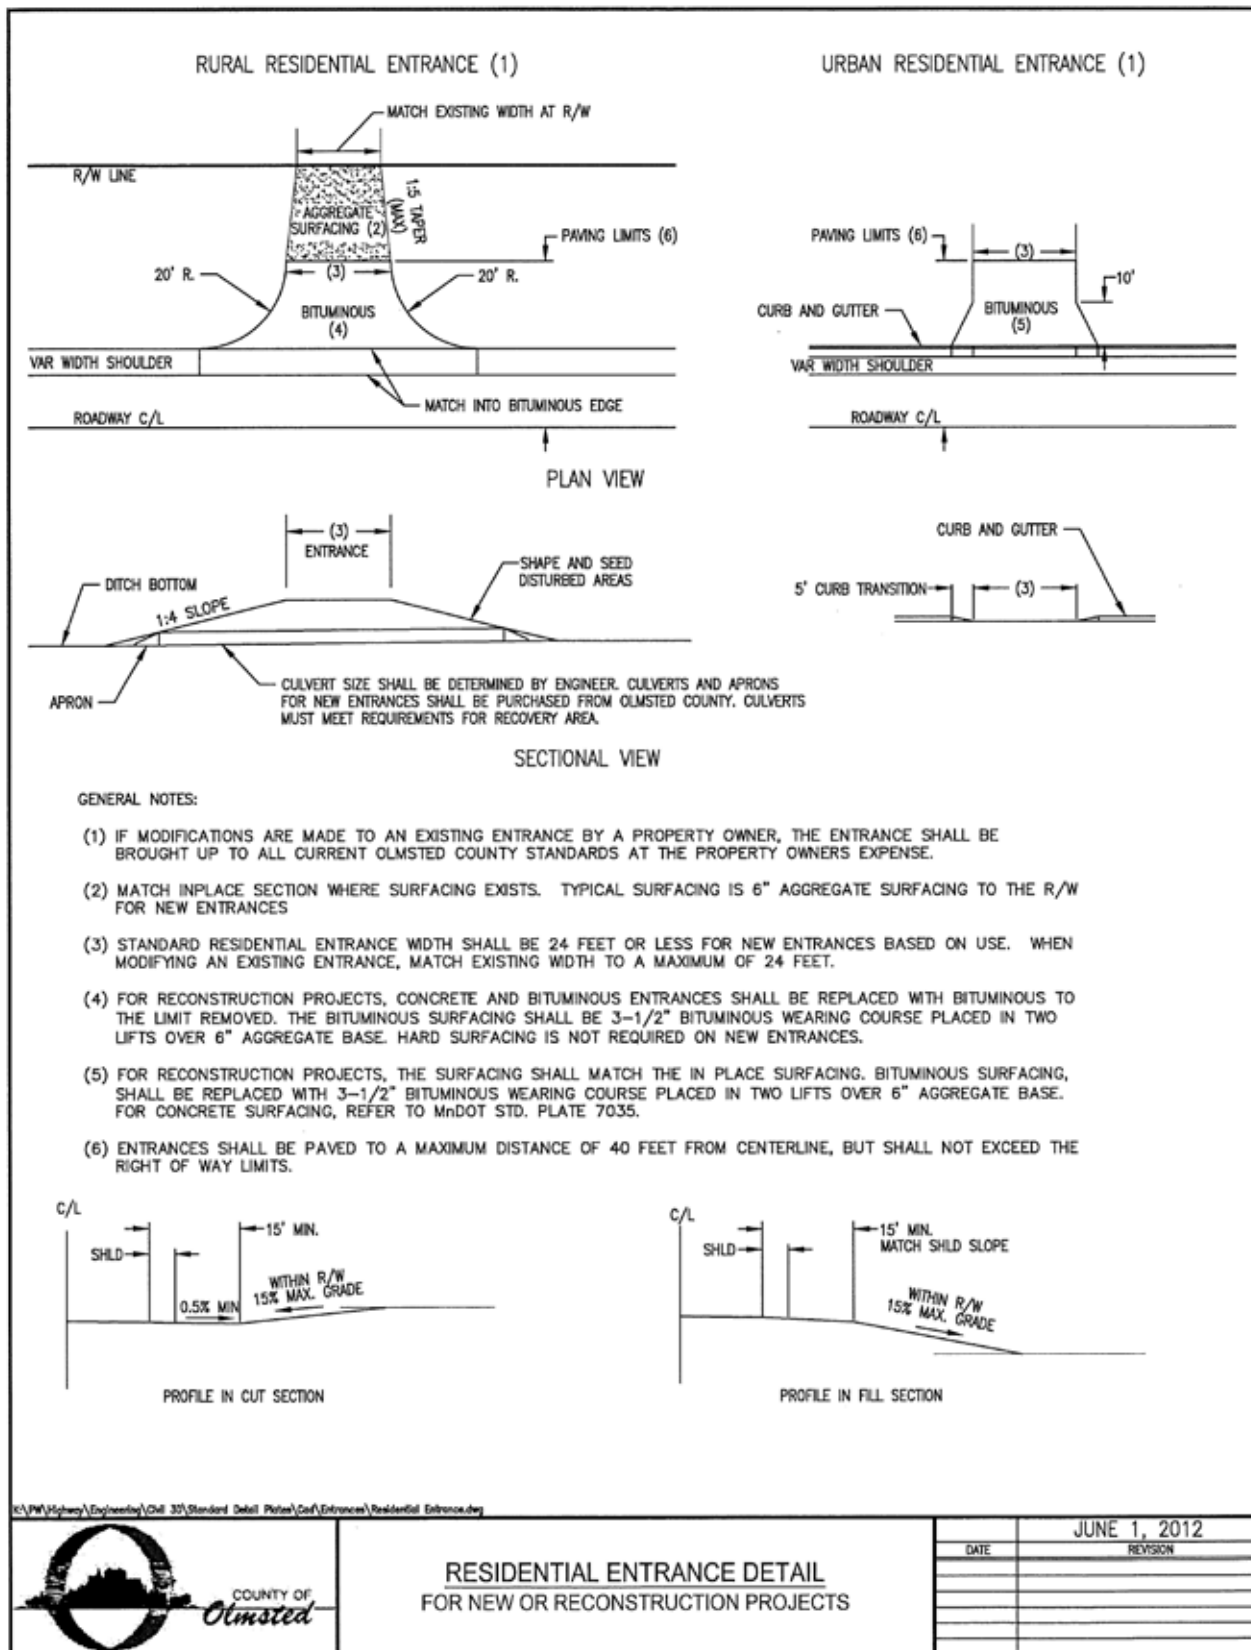 RURAL RESIDENTIAL ENTRANCE (1)
MATCH EXISTING WIDTH AT R/W
R/W LINE
AGGREGATE
SURFACING (2)
1:5 TAPER
(MAX)
PAVING LIMITS (6)
20' R.
(3)
20' R.
BITUMINOUS
(4)
VAR WIDTH SHOULDER
MATCH INTO BITUMINOUS EDGE
ROADWAY C/L
URBAN RESIDENTIAL ENTRANCE (1)
PAVING LIMITS (6)
(3)
10'
CURB AND GUTTER
BITUMINOUS
(5)
VAR WIDTH SHOULDER
ROADWAY C/L
PLAN VIEW
(3)
ENTRANCE
DITCH BOTTOM
1:4 SLOPE
SHAPE AND SEED
DISTURBED AREAS
APRON
CULVERT SIZE SHALL BE DETERMINED BY ENGINEER. CULVERTS AND APRONS
FOR NEW ENTRANCES SHALL BE PURCHASED FROM OLMSTED COUNTY. CULVERTS
MUST MEET REQUIREMENTS FOR RECOVERY AREA.
CURB AND GUTTER
5' CURB TRANSITION
(3)
SECTIONAL VIEW
GENERAL NOTES:
(1) IF MODIFICATIONS ARE MADE TO AN EXISTING ENTRANCE BY A PROPERTY OWNER, THE ENTRANCE SHALL BE
BROUGHT UP TO ALL CURRENT OLMSTED COUNTY STANDARDS AT THE PROPERTY OWNERS EXPENSE.
(2) MATCH INPLACE SECTION WHERE SURFACING EXISTS. TYPICAL SURFACING IS 6" AGGREGATE SURFACING TO THE R/W
FOR NEW ENTRANCES
(3) STANDARD RESIDENTIAL ENTRANCE WIDTH SHALL BE 24 FEET OR LESS FOR NEW ENTRANCES BASED ON USE. WHEN
MODIFYING AN EXISTING ENTRANCE, MATCH EXISTING WIDTH TO A MAXIMUM OF 24 FEET.
(4) FOR RECONSTRUCTION PROJECTS, CONCRETE AND BITUMINOUS ENTRANCES SHALL BE REPLACED WITH BITUMINOUS TO
THE LIMIT REMOVED. THE BITUMINOUS SURFACING SHALL BE 3-1/2" BITUMINOUS WEARING COURSE PLACED IN TWO
LIFTS OVER 6" AGGREGATE BASE. HARD SURFACING IS NOT REQUIRED ON NEW ENTRANCES.
(5) FOR RECONSTRUCTION PROJECTS, THE SURFACING SHALL MATCH THE IN PLACE SURFACING. BITUMINOUS SURFACING,
SHALL BE REPLACED WITH 3-1/2" BITUMINOUS WEARING COURSE PLACED IN TWO LIFTS OVER 6" AGGREGATE BASE.
FOR CONCRETE SURFACING, REFER TO MnDOT STD. PLATE 7035.
(6) ENTRANCES SHALL BE PAVED TO A MAXIMUM DISTANCE OF 40 FEET FROM CENTERLINE, BUT SHALL NOT EXCEED THE
RIGHT OF WAY LIMITS.
C/L
15' MIN.
SHLD
0.5% MIN
WITHIN R/W
15% MAX. GRADE
PROFILE IN CUT SECTION
C/L
15' MIN.
MATCH SHLD SLOPE
SHLD
WITHIN R/W
15% MAX. GRADE
PROFILE IN FILL SECTION
K:\PW\Highway\Engineering\Civil 3D\Standard Detail Plates\Cad\Entrances\Residential Entrance.dwg
COUNTY OF
Olmsted
RESIDENTIAL ENTRANCE DETAIL
FOR NEW OR RECONSTRUCTION PROJECTS
JUNE 1, 2012
DATE
REVISION